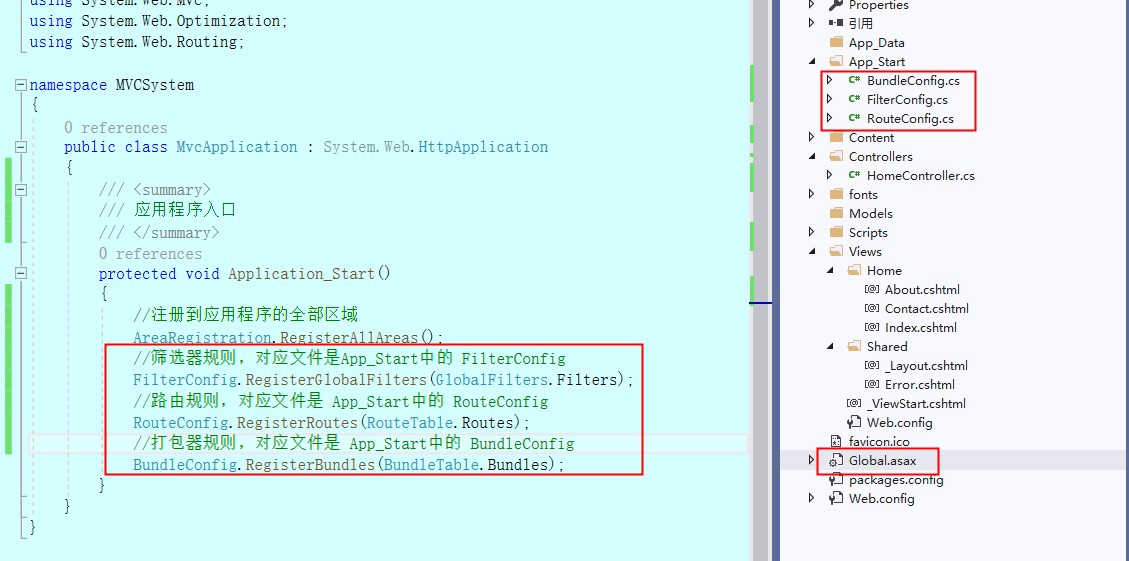 using System.Web.Mvc;
using System.Web.Optimization;
using System.Web.Routing;
namespace MVCSystem
{
0 references
public class MvcApplication : System.Web.HttpApplication
{
/// <summary>
/// 应用程序入口
/// </summary>
0 references
protected void Application_Start()
{
//注册到应用程序的全部区域
AreaRegistration.RegisterAllAreas();
//筛选器规则，对应文件是App_Start中的 FilterConfig
FilterConfig.RegisterGlobalFilters(GlobalFilters.Filters);
//路由规则，对应文件是 App_Start中的 RouteConfig
RouteConfig.RegisterRoutes(RouteTable.Routes);
//打包器规则，对应文件是 App_Start中的 BundleConfig
BundleConfig.RegisterBundles(BundleTable.Bundles);
}
}
}
Properties
引用
App_Data
App_Start
C# BundleConfig.cs
C# FilterConfig.cs
C# RouteConfig.cs
Content
Controllers
C# HomeController.cs
fonts
Models
Scripts
Views
Home
[@] About.cshtml
[@] Contact.cshtml
[@] Index.cshtml
Shared
[@] _Layout.cshtml
[@] Error.cshtml
[@] _ViewStart.cshtml
Web.config
favicon.ico
Global.asax
packages.config
Web.config